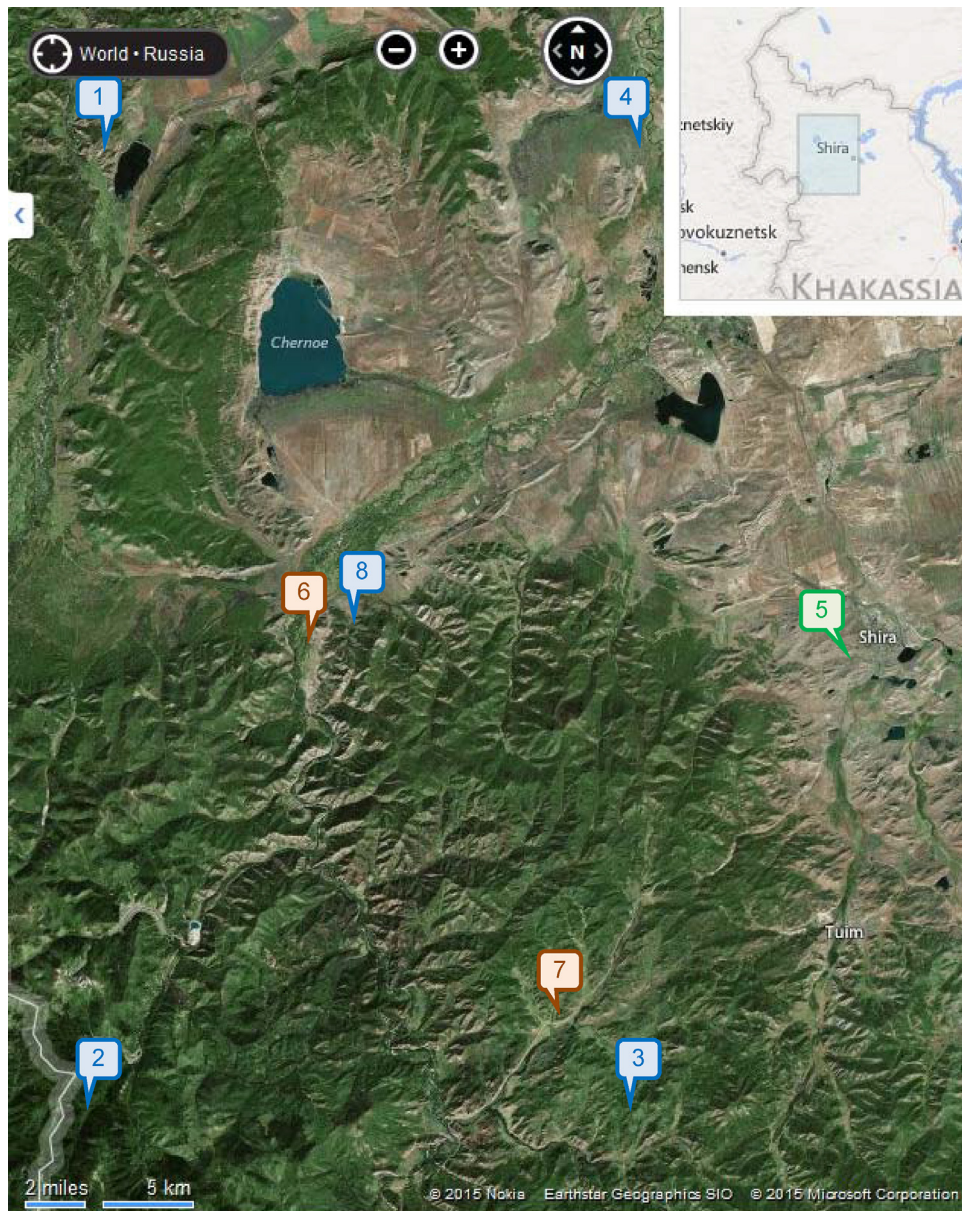 World • Russia
N
1
4
znetskiy
Shira
sk
ovokuznetsk
nensk
KHAKASSIA
Chernoe
8
6
5
Shira
Tuim
7
2
3
2 miles
5 km
© 2015 Nokia Earthstar Geographics SIO © 2015 Microsoft Corporation